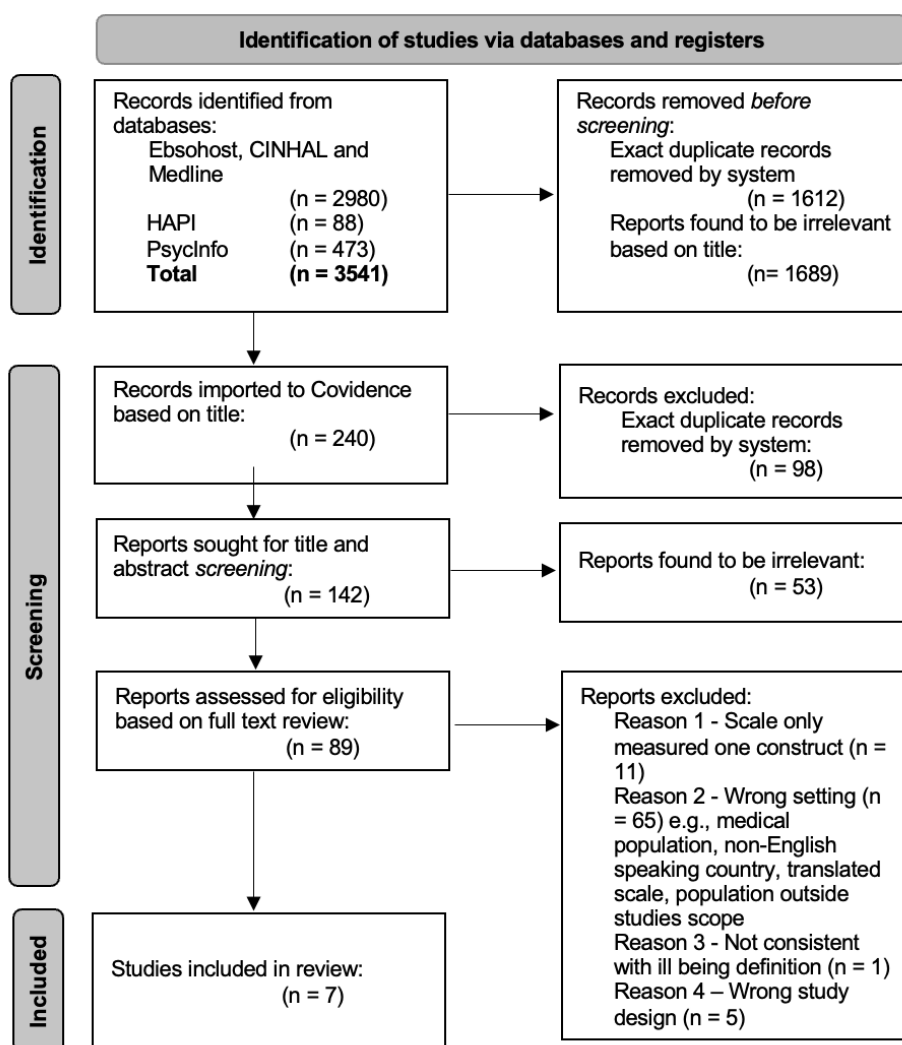 Identification of studies via databases and registers
Identification
Records identified from
databases:
Ebsohost, CINHAL and
Medline
(n = 2980)
HAPI (n = 88)
PsycInfo (n = 473)
Total (n = 3541)
Records removed before
screening:
Exact duplicate records
removed by system
(n = 1612)
Reports found to be irrelevant
based on title:
(n= 1689)
Screening
Records imported to Covidence
based on title:
(n = 240)
Records excluded:
Exact duplicate records
removed by system:
(n = 98)
Reports sought for title and
abstract screening:
(n = 142)
Reports found to be irrelevant:
(n = 53)
Reports assessed for eligibility
based on full text review:
(n = 89)
Reports excluded:
Reason 1 - Scale only
measured one construct (n =
11)
Reason 2 - Wrong setting (n
= 65) e.g., medical
population, non-English
speaking country, translated
scale, population outside
studies scope
Reason 3 - Not consistent
with ill being definition (n = 1)
Reason 4 – Wrong study
design (n = 5)
Included
Studies included in review:
(n = 7)